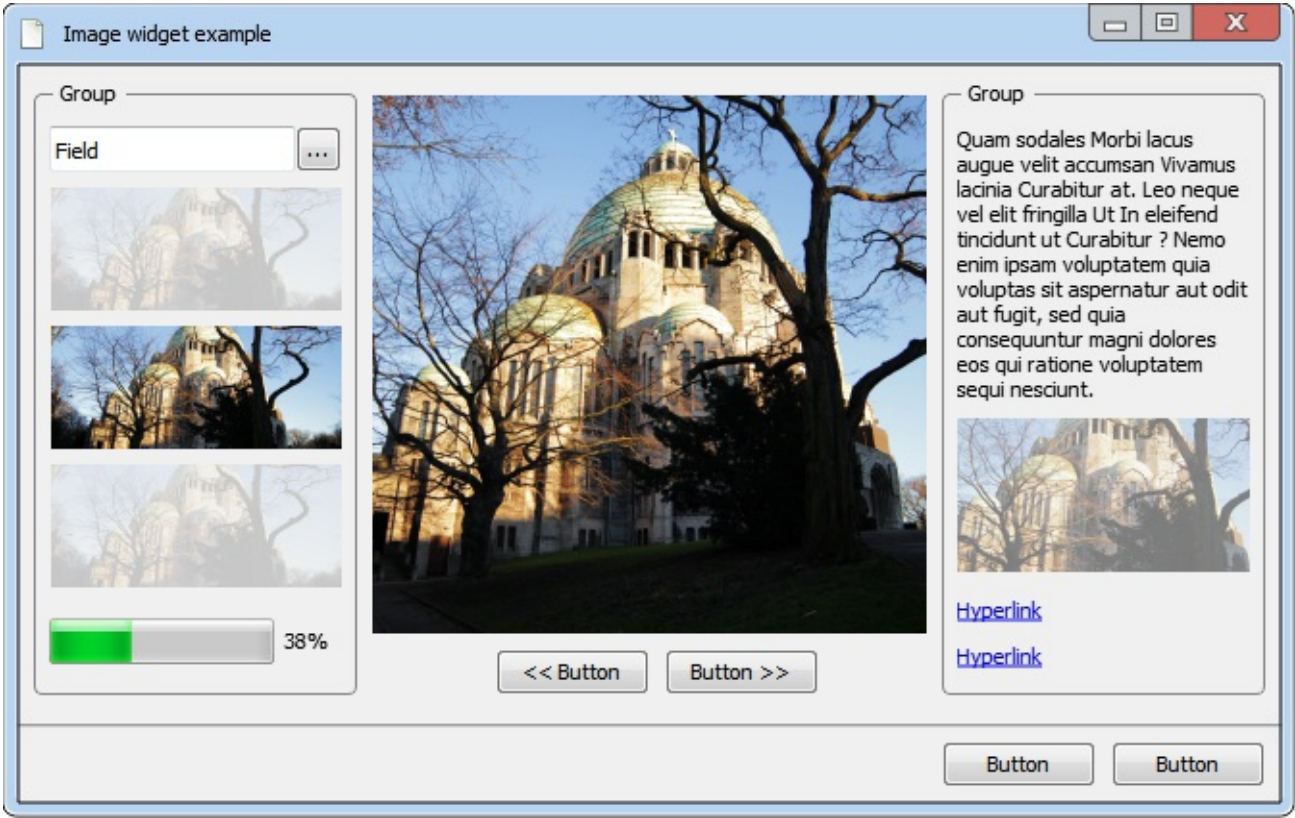 Image widget example
Group
Field
...
38%
<< Button
Button >>
Group
Quam sodales Morbi lacus
augue velit accumsan Vivamus
lacinia Curabitur at. Leo neque
vel elit fringilla Ut In eleifend
tincidunt ut Curabitur ? Nemo
enim ipsam voluptatem quia
voluptas sit aspernatur aut odit
aut fugit, sed quia
consequuntur magni dolores
eos qui ratione voluptatem
sequi nesciunt.
Hyperlink
Hyperlink
Button
Button